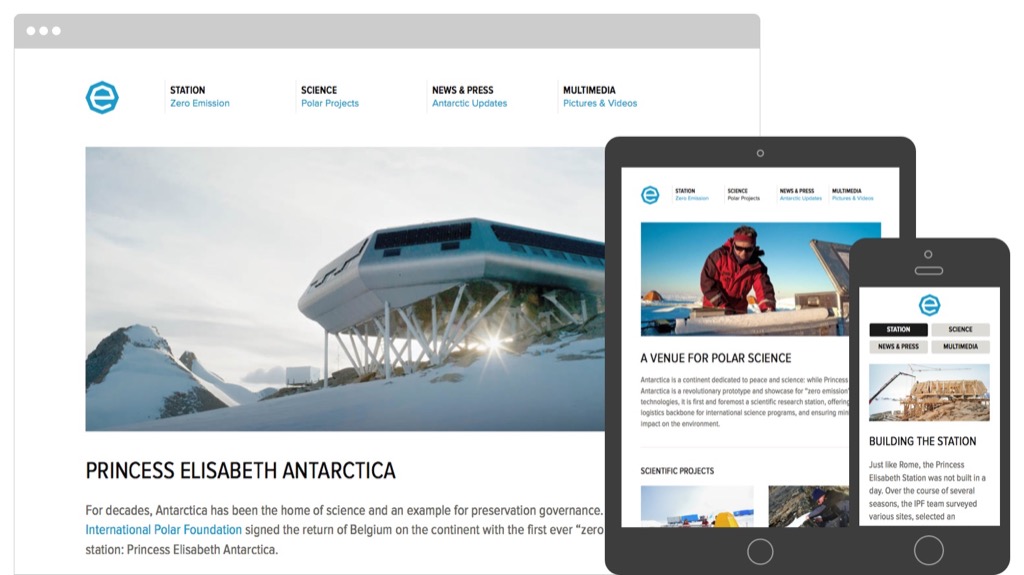 STATION
Zero Emission
SCIENCE
Polar Projects
NEWS & PRESS
Antarctic Updates
MULTIMEDIA
Pictures & Videos
PRINCESS ELISABETH ANTARCTICA
For decades, Antarctica has been the home of science and an example for preservation governance.
International Polar Foundation signed the return of Belgium on the continent with the first ever “zero
station: Princess Elisabeth Antarctica.
STATION
Zero Emission
SCIENCE
Polar Projects
NEWS & PRESS
Antarctic Updates
MULTIMEDIA
Pictures & Videos
A VENUE FOR POLAR SCIENCE
Antarctica is a continent dedicated to peace and science: while Princess
Antarctica is a revolutionary prototype and showcase for “zero emission”
technologies, it is first and foremost a scientific research station, offering
logistics backbone for international science programs, and ensuring min
impact on the environment.
SCIENTIFIC PROJECTS
STATION
SCIENCE
NEWS & PRESS
MULTIMEDIA
BUILDING THE STATION
Just like Rome, the Princess
Elisabeth Station was not built in a
day. Over the course of several
seasons, the IPF team surveyed
various sites, selected an